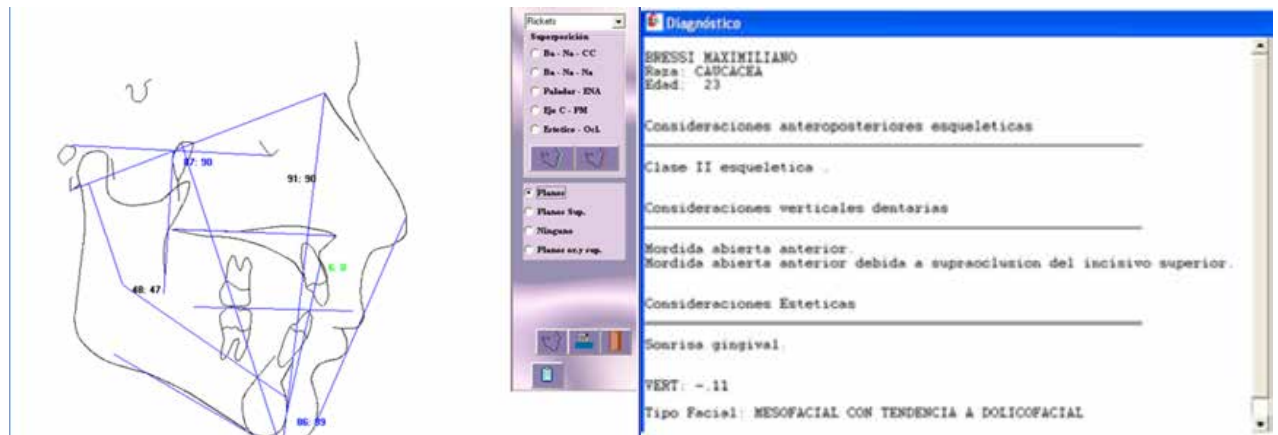 87: 90
91: 90
48: 47
86: 89
Rickets
Superposición
Ba - Na - CC
Ba - Na - Na
Paladar - ENA
Eje C - PM
Estetico - Ocl.
Planos
Planos Sup.
Ninguno
Planos or.y sup.
Diagnóstico
BRESSI MAXIMILIANO
Raza: CAUCACEA
Edad: 23
Consideraciones anteroposteriores esqueleticas
Clase II esqueletica .
Consideraciones verticales dentarias
Mordida abierta anterior.
Mordida abierta anterior debida a supraoclusion del incisivo superior.
Consideraciones Esteticas
Sonrisa gingival.
VERT: -.11
Tipo Facial: MESOFACIAL CON TENDENCIA A DOLICOFACIAL